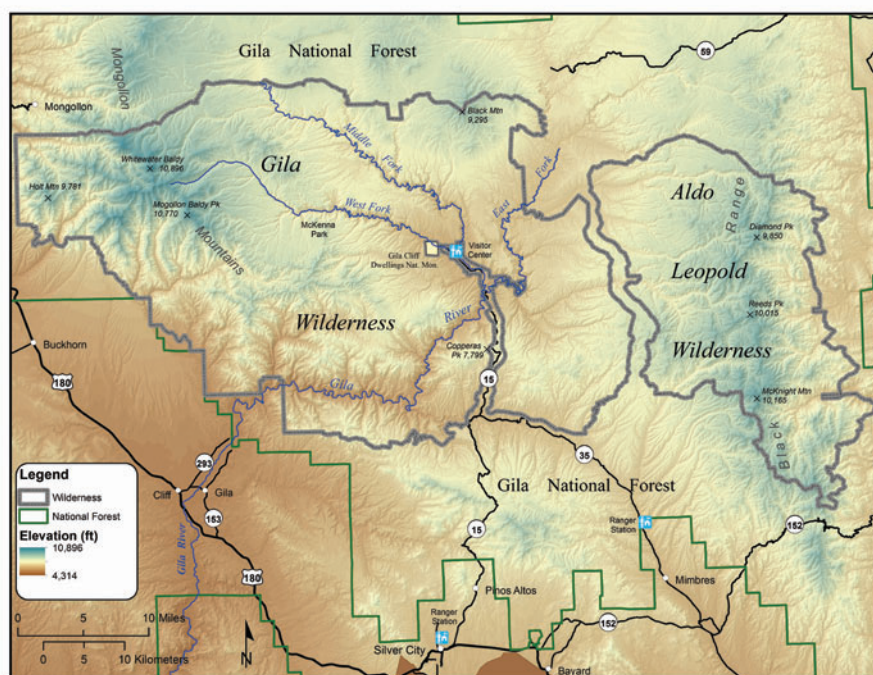 Gila National Forest
59
Mongollon
Mongollon
Black Mtn
9,295
Middle
Fork
Whitewater Baldy
10,896
Gila
East
Fork
Aldo
Range
Holt Mtn 9,781
Mogollon Baldy Pk
10,770
West Fork
McKenna
Park
Mountains
Gila Cliff
Dwellings Nat. Mon.
Visitor
Center
Diamond Pk
9,850
Leopold
Reeds Pk
10,015
Wilderness
River
Copperas
Pk 7,799
Wilderness
Buckhorn
180
Gila
15
McKnight Mtn
10,165
Black
293
35
Legend
Wilderness
National Forest
Elevation (ft)
10,896
4,314
Cliff
Gila
153
Gila National Forest
15
Ranger
Station
152
Gila River
180
Mimbres
Pinos Altos
0 5 10 Miles
0 10 Kilometers
N
Ranger
Station
152
Silver City
Bayard